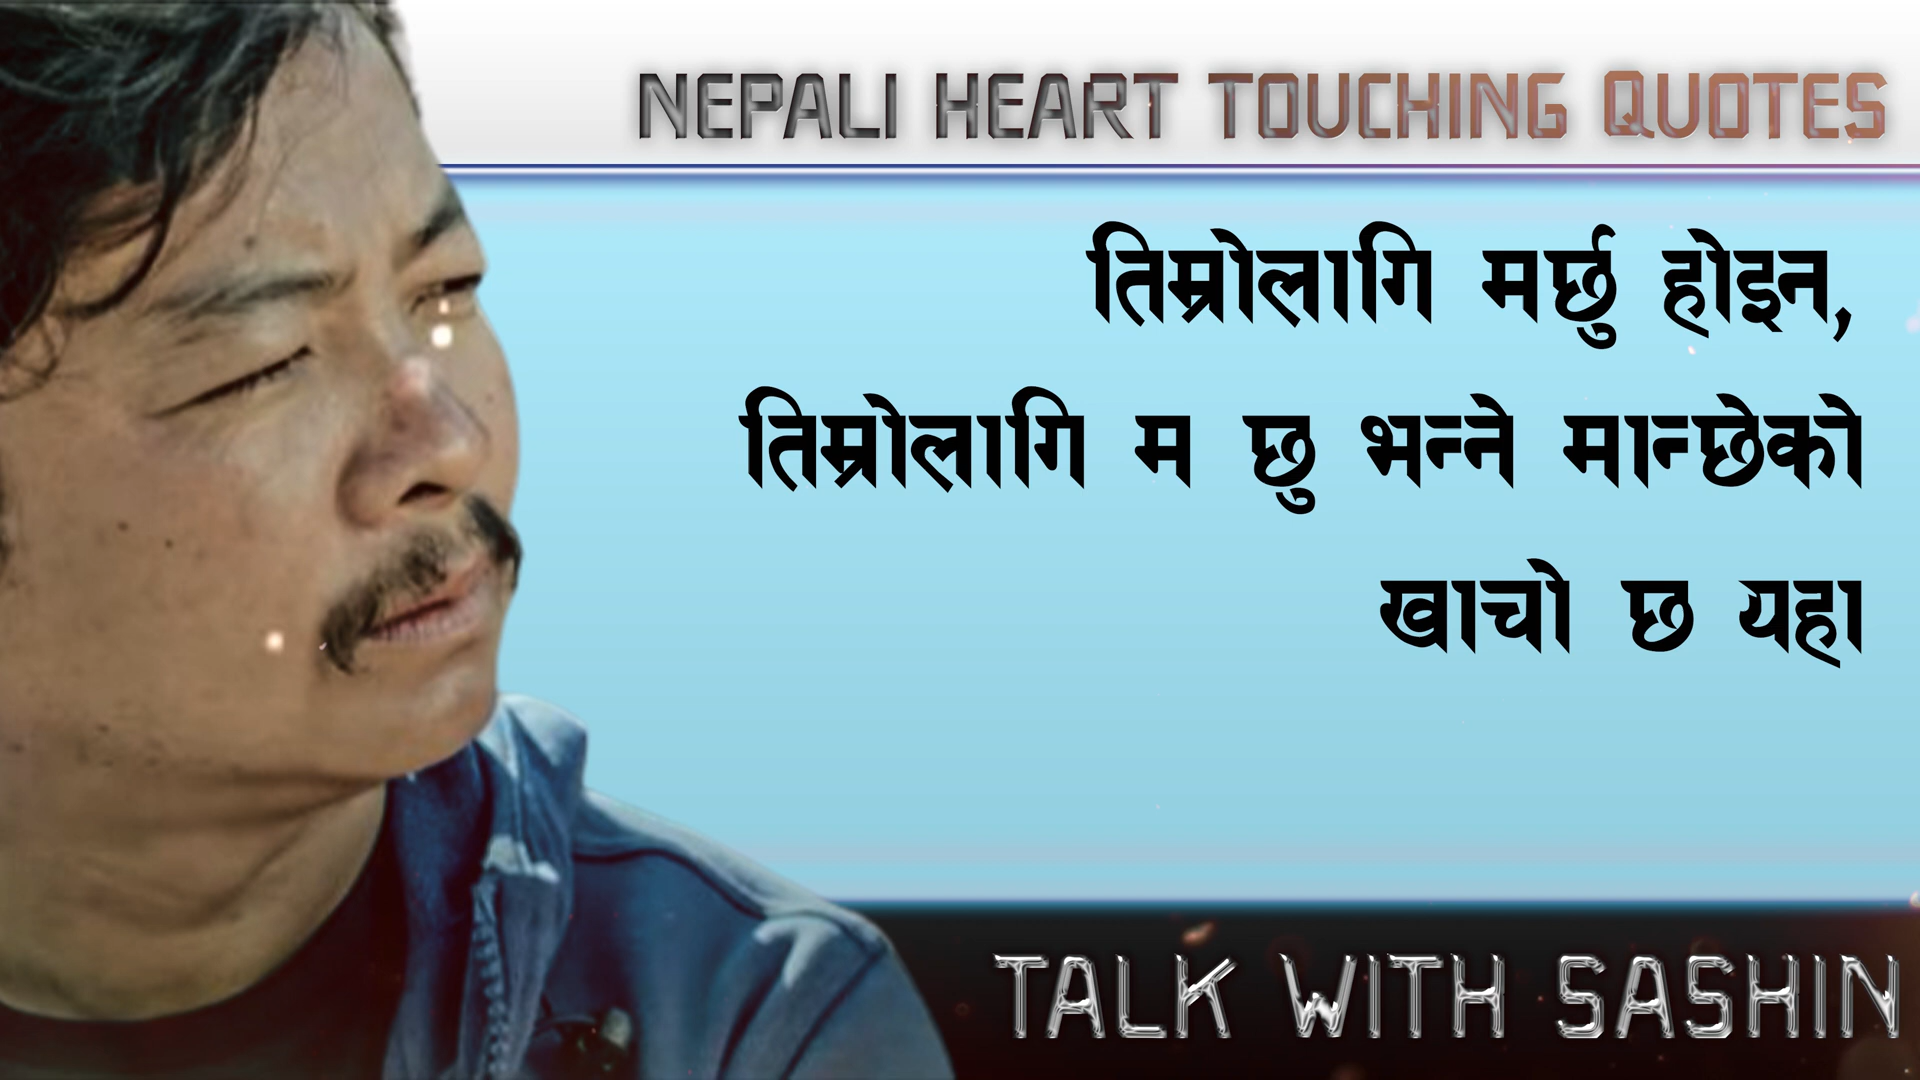 NEPALI HEART TOUCHING QUOTES
तिम्रोलागि मर्छु होइन,
तिम्रोलागि म छु भन्ने मान्छेको
खाचो छ यहा
TALK WITH SASHIN